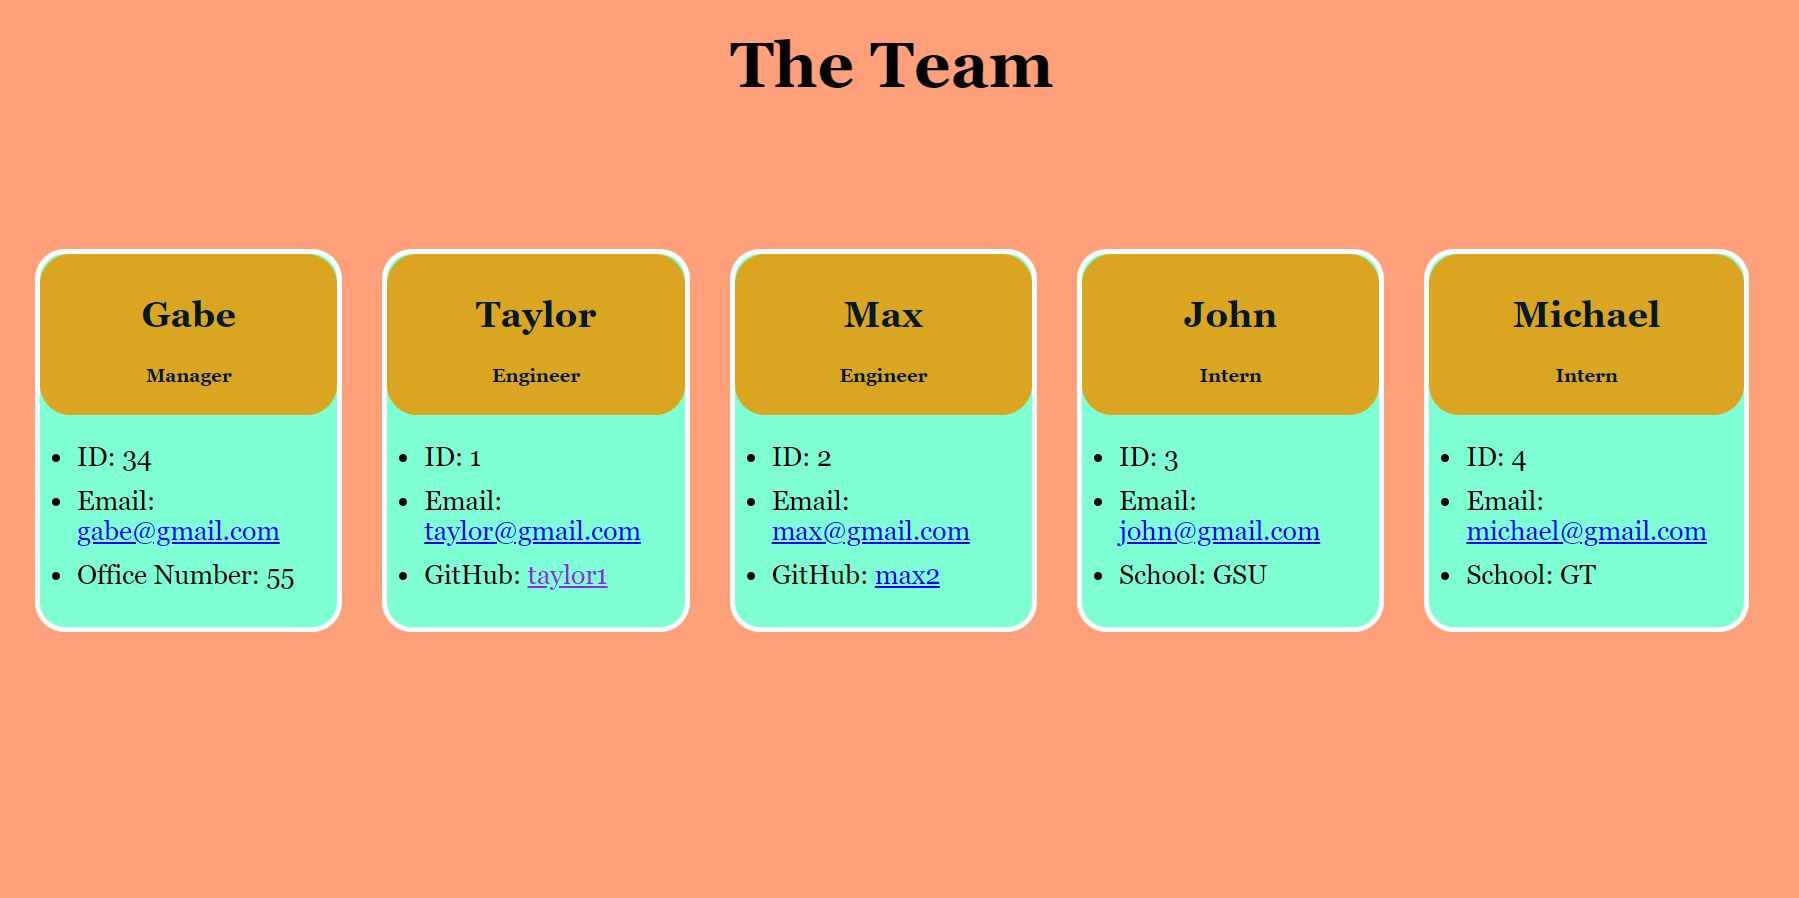 The Team
Gabe
Manager
• ID: 34
• Email:
gabe@gmail.com
• Office Number: 55
Taylor
Engineer
• ID: 1
• Email:
taylor@gmail.com
• GitHub: taylor1
Max
Engineer
• ID: 2
• Email:
max@gmail.com
• GitHub: max2
John
Intern
• ID: 3
• Email:
john@gmail.com
• School: GSU
Michael
Intern
• ID: 4
• Email:
michael@gmail.com
• School: GT